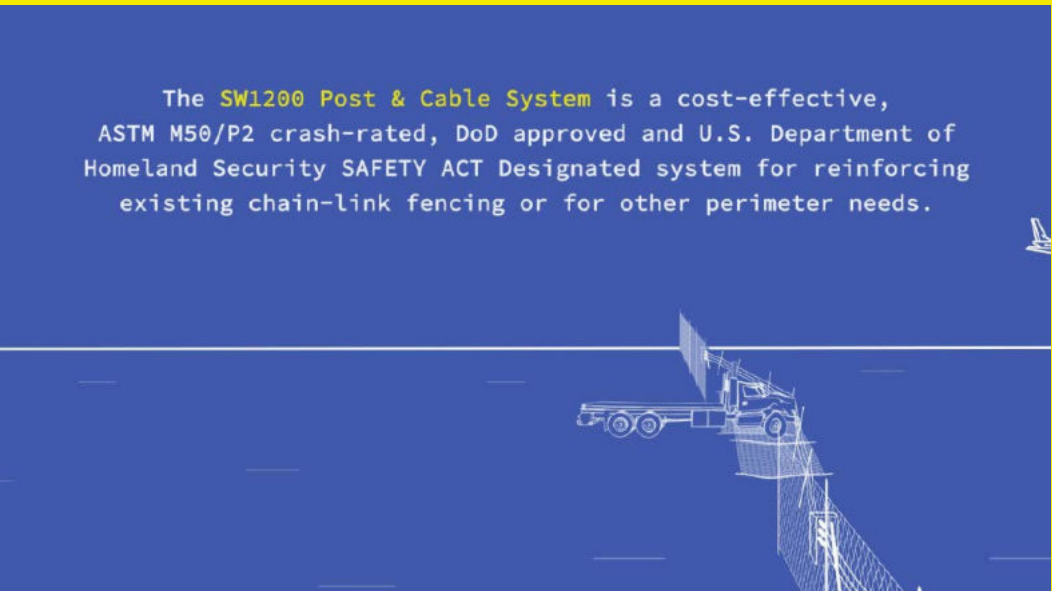 The SW1200 Post & Cable System is a cost-effective,
ASTM M50/P2 crash-rated, DoD approved and U.S. Department of
Homeland Security SAFETY ACT Designated system for reinforcing
existing chain-link fencing or for other perimeter needs.